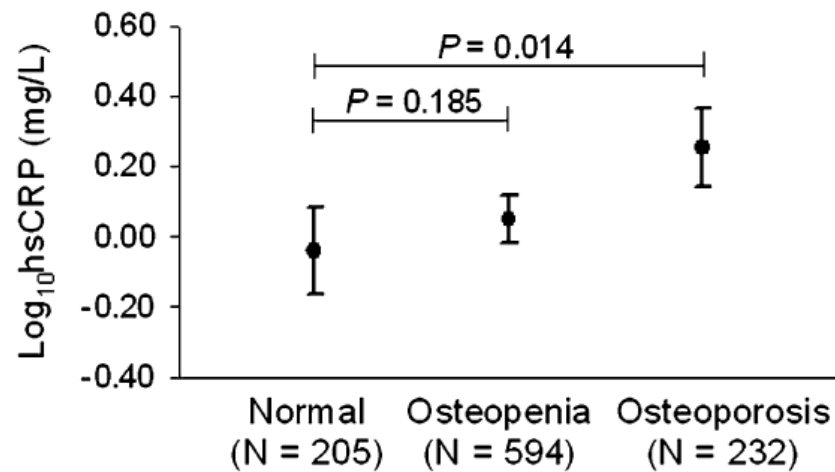 0.60
P = 0.014
0.40
P = 0.185
0.20
0.00
-0.20
-0.40
Log₁₀hsCRP (mg/L)
Normal Osteopenia Osteoporosis
(N = 205) (N = 594) (N = 232)